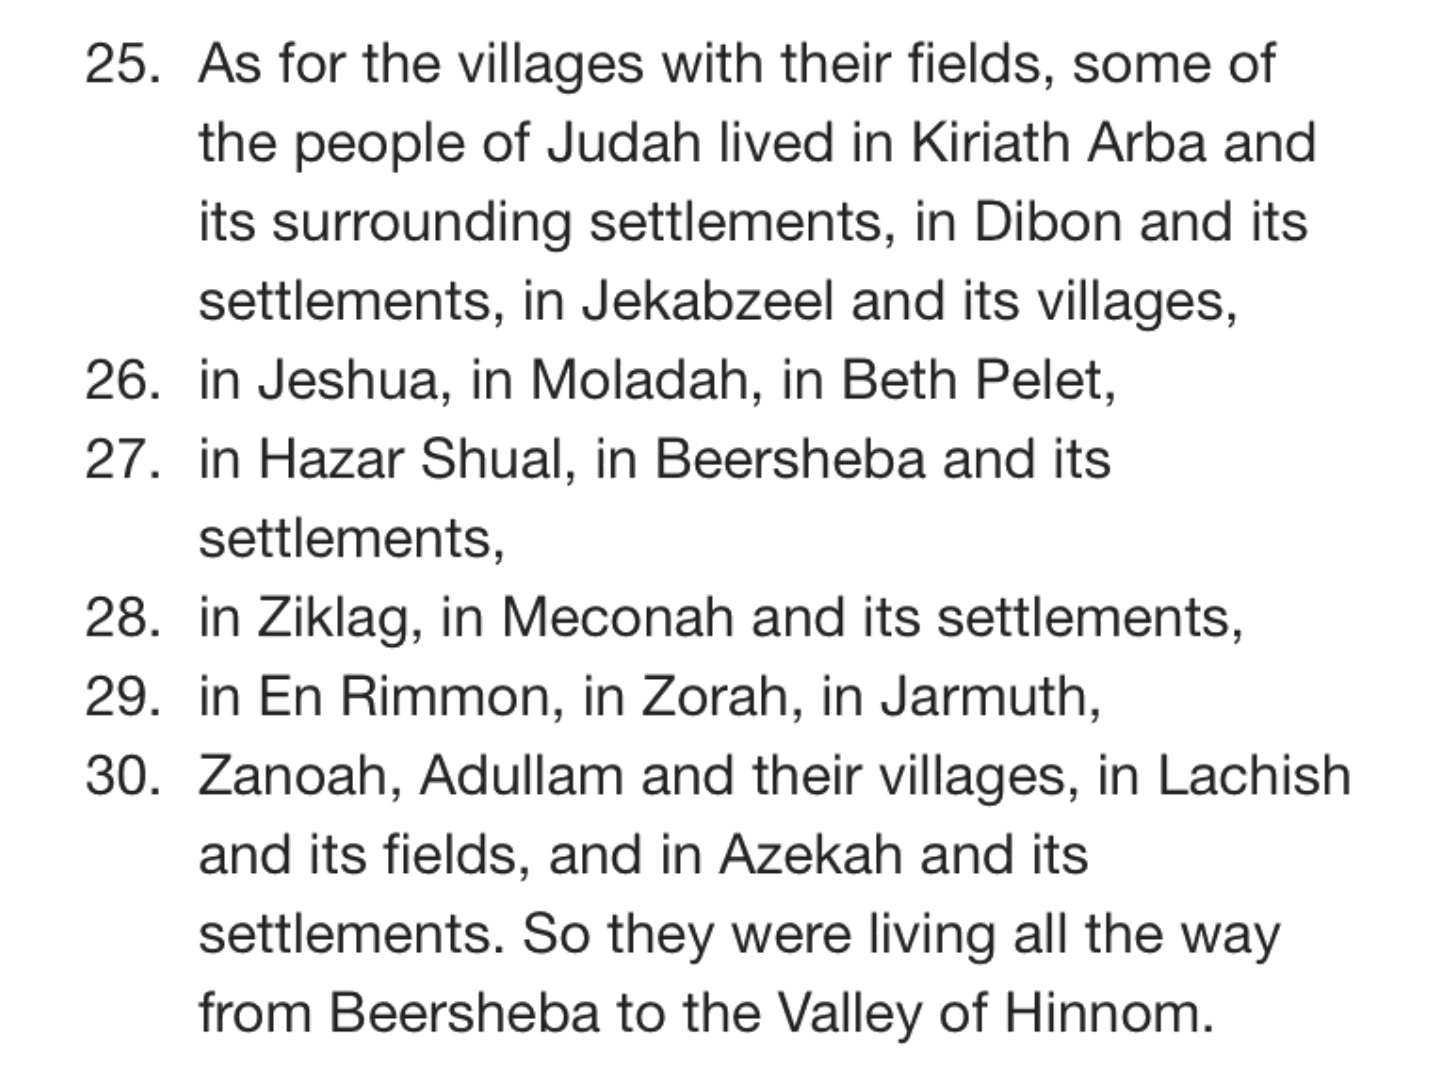 25. As for the villages with their fields, some of
the people of Judah lived in Kiriath Arba and
its surrounding settlements, in Dibon and its
settlements, in Jekabzeel and its villages,
26. in Jeshua, in Moladah, in Beth Pelet,
27. in Hazar Shual, in Beersheba and its
settlements,
28. in Ziklag, in Meconah and its settlements,
29. in En Rimmon, in Zorah, in Jarmuth,
30. Zanoah, Adullam and their villages, in Lachish
and its fields, and in Azekah and its
settlements. So they were living all the way
from Beersheba to the Valley of Hinnom.